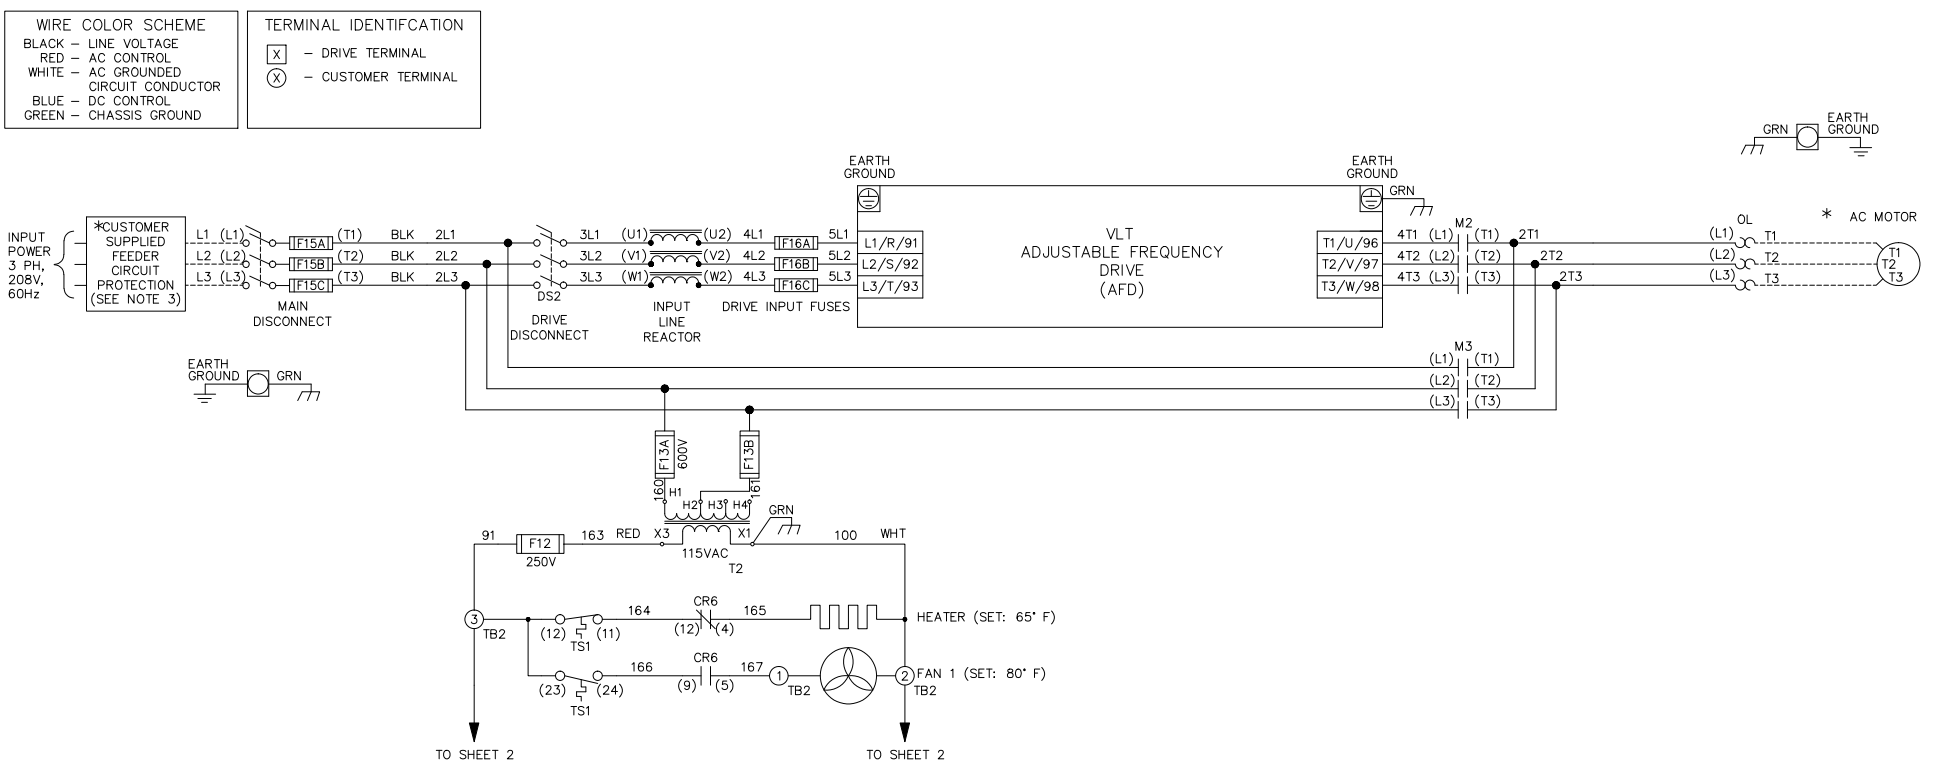 WIRE COLOR SCHEME
BLACK – LINE VOLTAGE
RED – AC CONTROL
WHITE – AC GROUNDED
CIRCUIT CONDUCTOR
BLUE – DC CONTROL
GREEN – CHASSIS GROUND
TERMINAL IDENTIFCATION
X – DRIVE TERMINAL
X – CUSTOMER TERMINAL
GRN
EARTH
GROUND
INPUT
POWER
3 PH,
208V,
60Hz
*CUSTOMER
SUPPLIED
FEEDER
CIRCUIT
PROTECTION
(SEE NOTE 3)
L1 (L1) F15A (T1) BLK 2L1
L2 (L2) F15B (T2) BLK 2L2
L3 (L3) F15C (T3) BLK 2L3
MAIN
DISCONNECT
DS2
DRIVE
DISCONNECT
3L1 (U1) (U2) 4L1 F16A 5L1
3L2 (V1) (V2) 4L2 F16B 5L2
3L3 (W1) (W2) 4L3 F16C 5L3
INPUT
LINE
REACTOR
DRIVE INPUT FUSES
EARTH
GROUND
L1/R/91
L2/S/92
L3/T/93
VLT
ADJUSTABLE FREQUENCY
DRIVE
(AFD)
EARTH
GROUND
GRN
T1/U/96
T2/V/97
T3/W/98
M2
4T1 (L1) (T1) 2T1
4T2 (L2) (T2) 2T2
4T3 (L3) (T3) 2T3
OL
(L1) T1
(L2) T2
(L3) T3
* AC MOTOR
T1
T2
T3
M3
(L1) (T1)
(L2) (T2)
(L3) (T3)
EARTH
GROUND GRN
F13A
600V
F13B
160
161
H1
H2 H3 H4
GRN
91 F12 163 RED X3 X1 100 WHT
250V
115VAC
T2
3
TB2
(12) (11)
TS1
164
CR6
(12) (4)
165
HEATER (SET: 65° F)
(23) (24)
TS1
166
CR6
(9) (5)
167
1
TB2
2
TB2
FAN 1 (SET: 80° F)
TO SHEET 2
TO SHEET 2